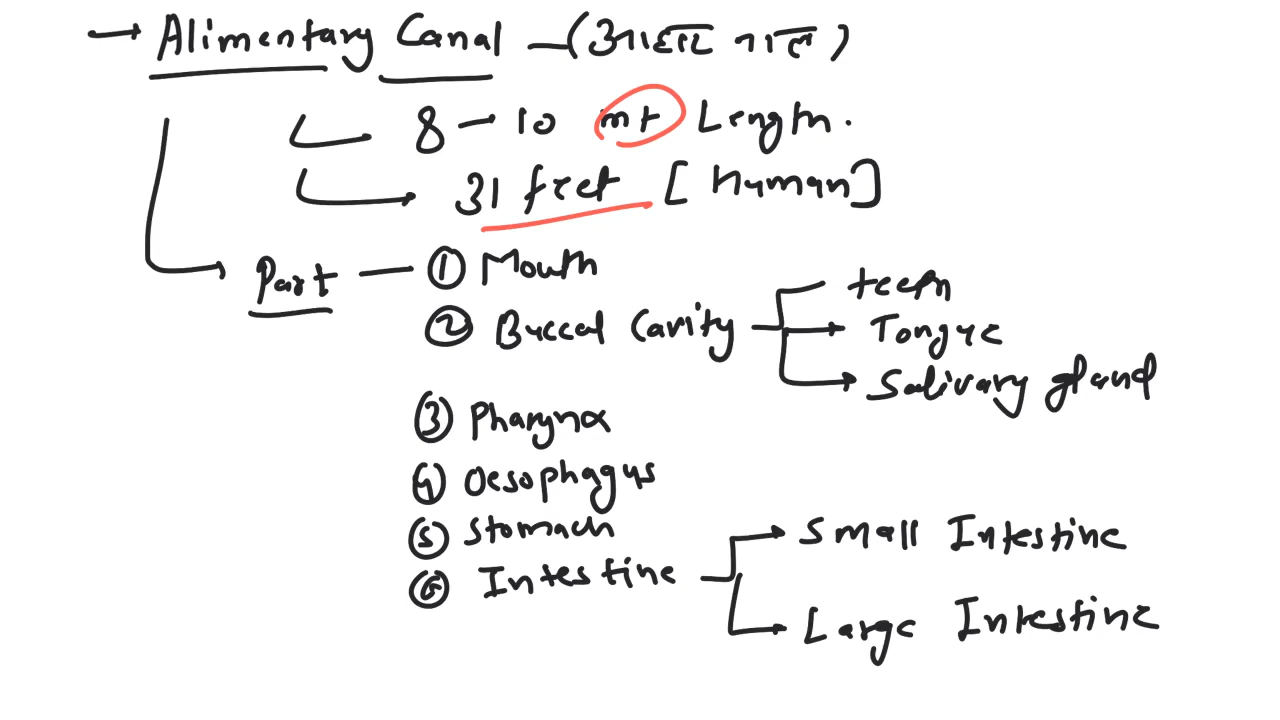 → Alimentary Canal - (आहार नाल)
8 - 10 mt Length.
31 feet [Human]
Part - ① Mouth
② Buccal Cavity
teeth
Tongue
Salivary gland
③ Pharynx
④ Oesophagus
⑤ Stomach
⑥ Intestine
Small Intestine
Large Intestine